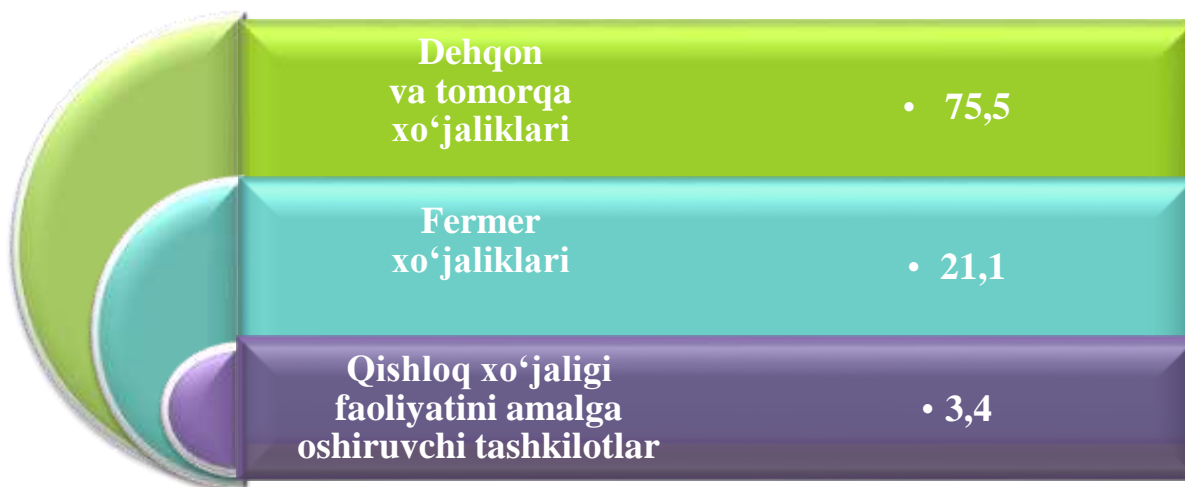 Dehqon
va tomorqa
xo‘jaliklari
• 75,5
Fermer
xo‘jaliklari
• 21,1
Qishloq xo‘jaligi
faoliyatini amalga
oshiruvchi tashkilotlar
• 3,4